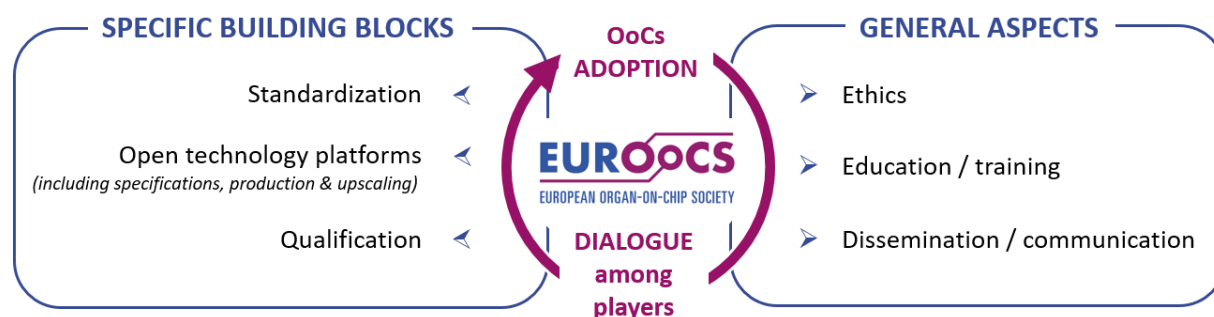 SPECIFIC BUILDING BLOCKS
Standardization
Open technology platforms
(including specifications, production & upscaling)
Qualification
OoCs
ADOPTION
EUROoCS
EUROPEAN ORGAN-ON-CHIP SOCIETY
DIALOGUE
among
players
GENERAL ASPECTS
Ethics
Education / training
Dissemination / communication